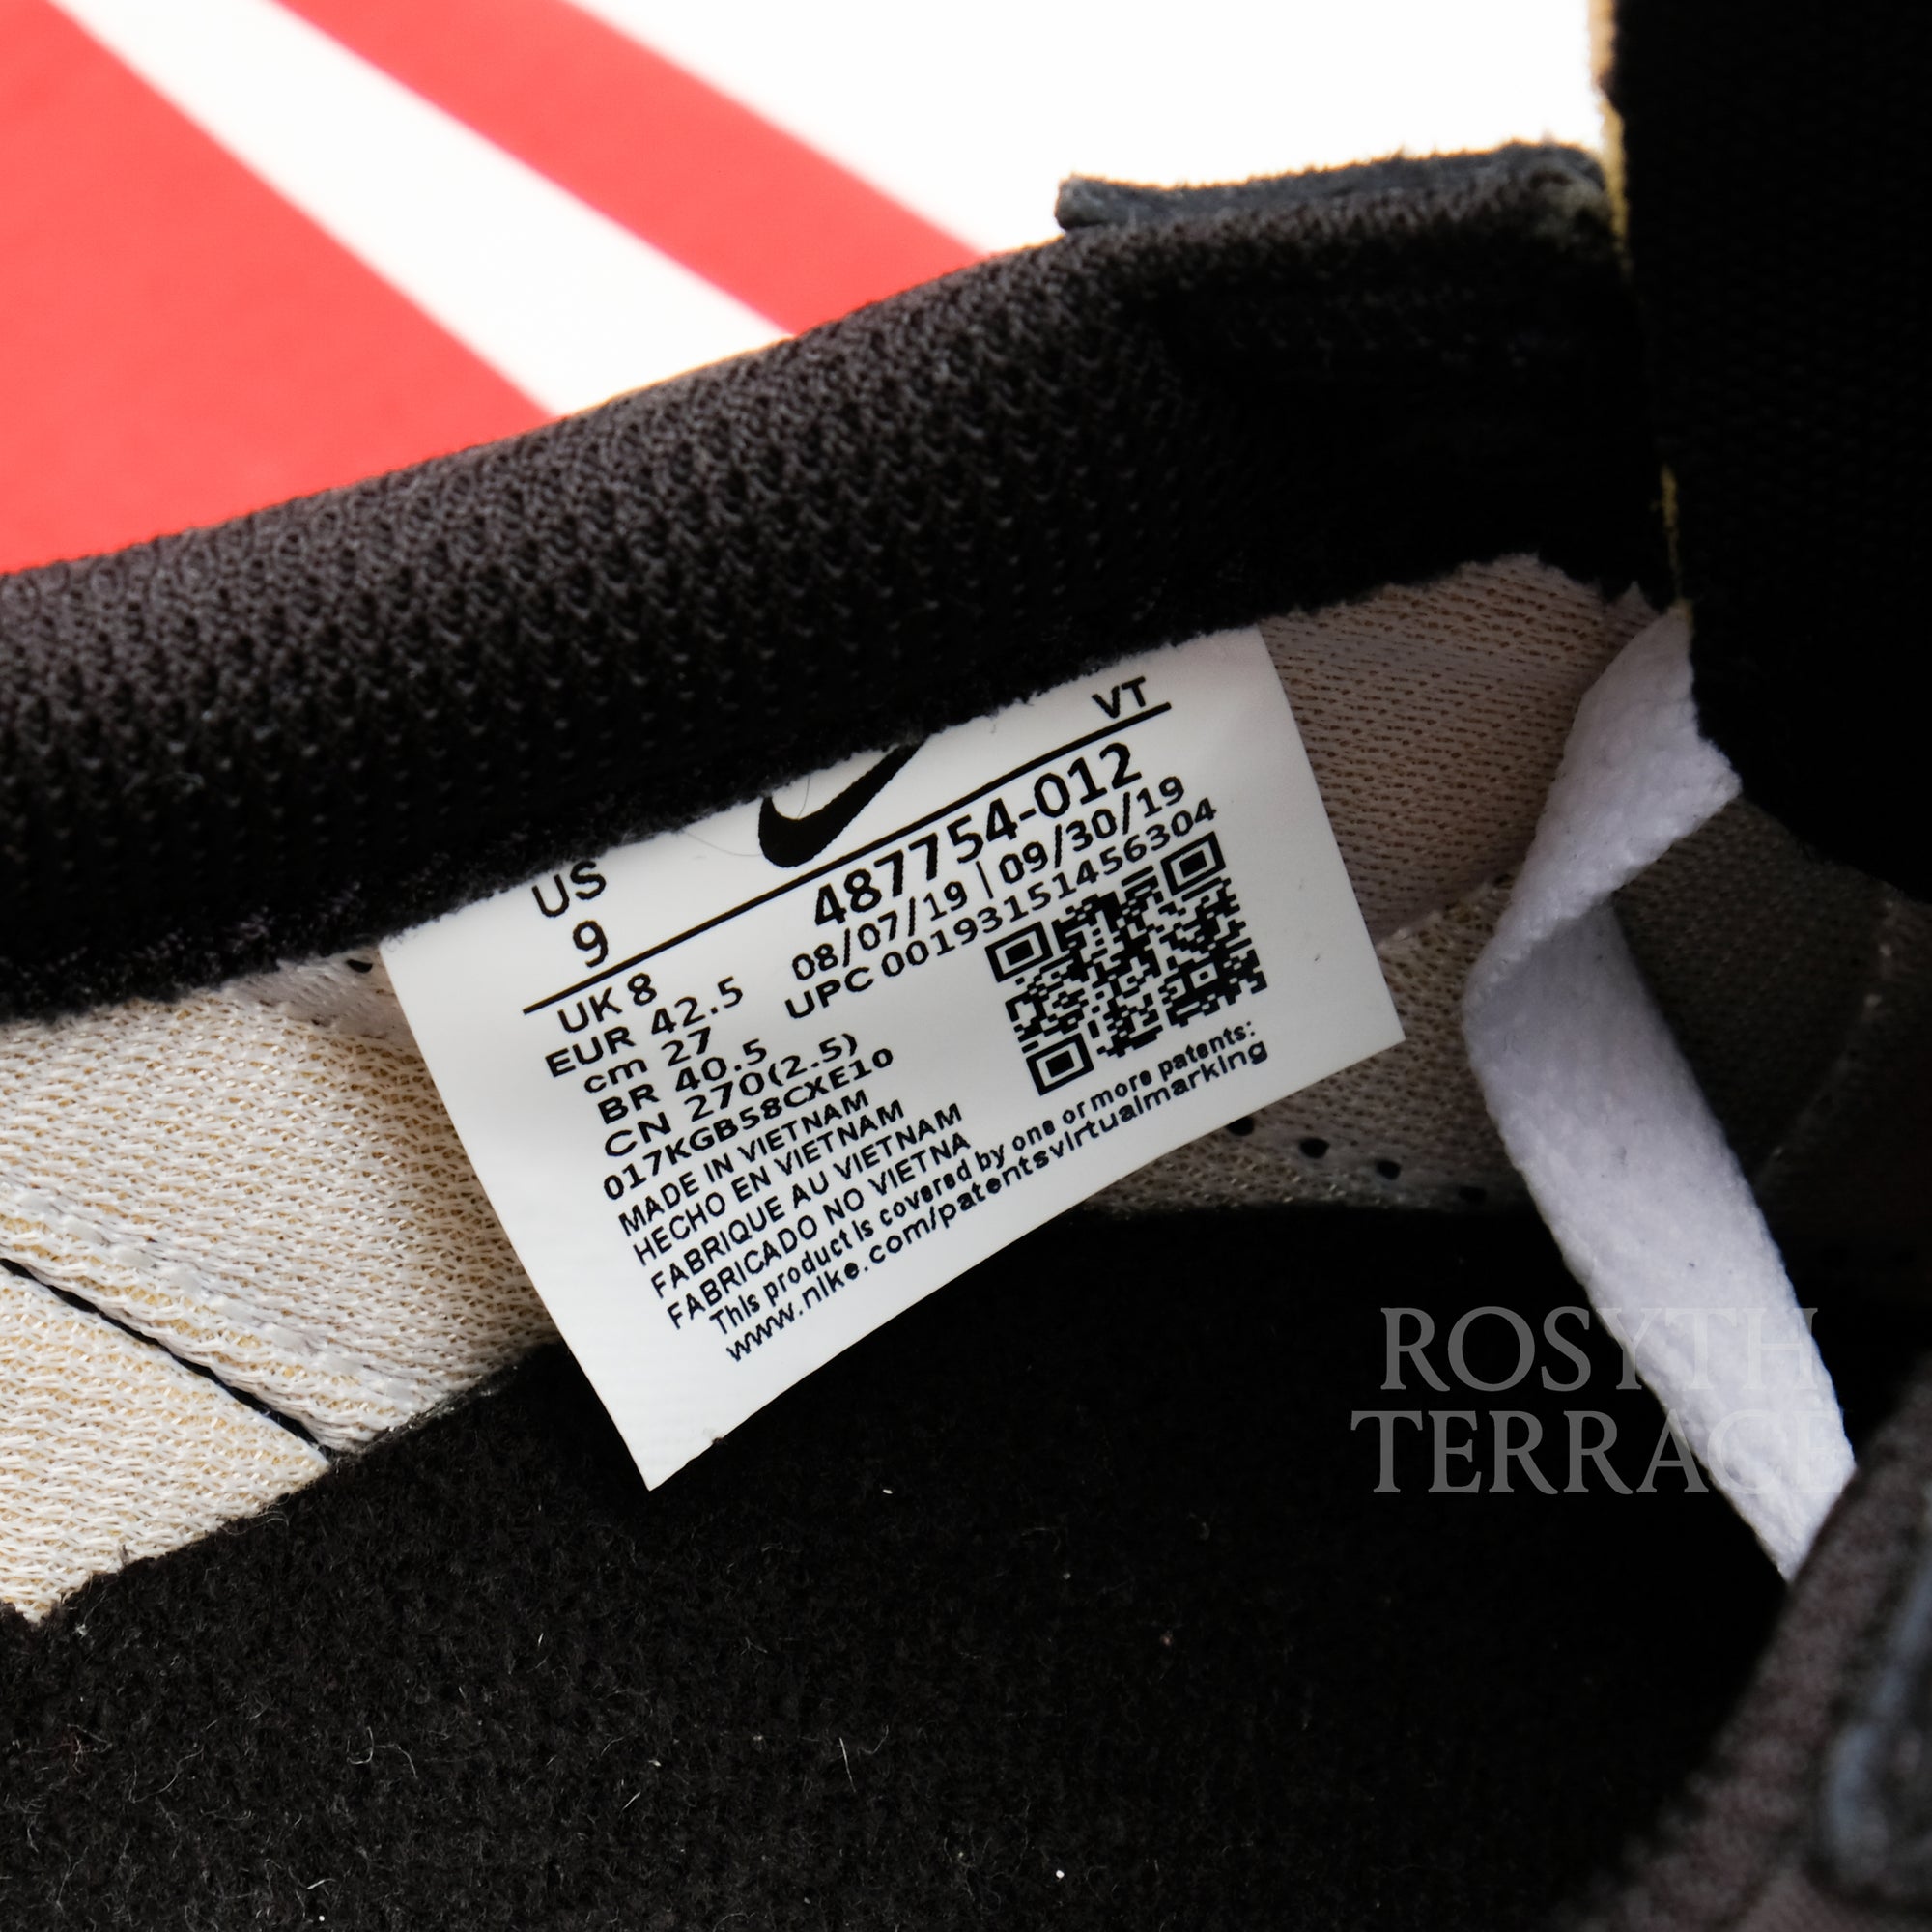 VT
US
9
487754-012
08/07/19 | 09/30/19
UPC 00193151456304
UK 8
EUR 42.5
cm 27
BR 40.5
CN 270(2.5)
017KGB58CXE10
MADE IN VIETNAM
HECHO EN VIETNAM
FABRIQUE AU VIETNAM
FABRICADO NO VIETNA
This product is covered by one or more patents:
www.nike.com/patentsvirtualmarking
ROSYTH
TERRACE